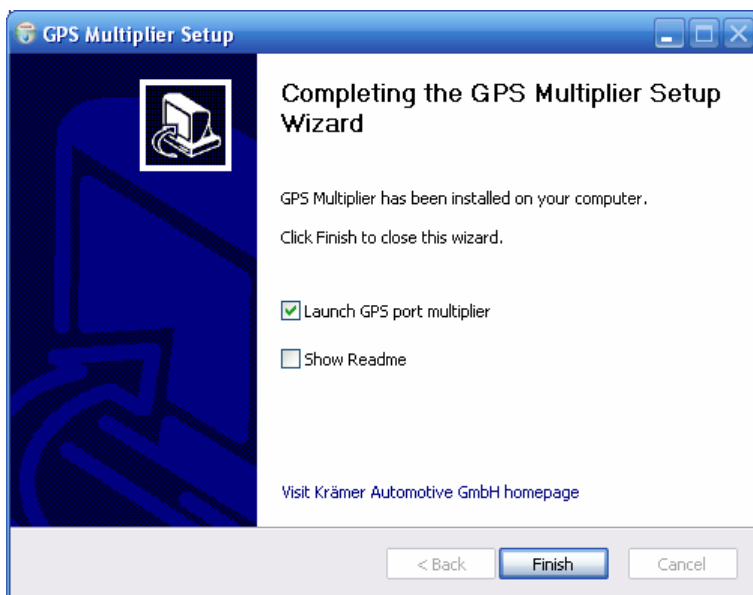 GPS Multiplier Setup
Completing the GPS Multiplier Setup
Wizard
GPS Multiplier has been installed on your computer.
Click Finish to close this wizard.
Launch GPS port multiplier
Show Readme
Visit Krämer Automotive GmbH homepage
< Back Finish Cancel